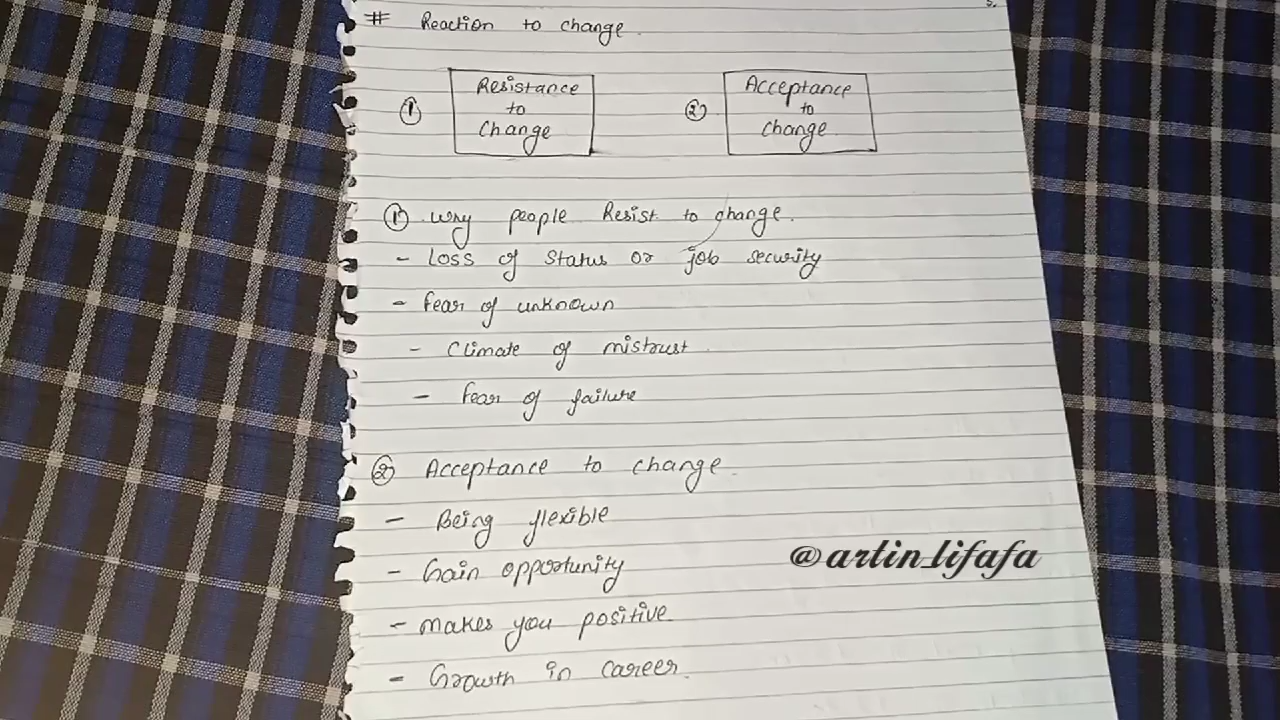 # Reaction to change.
① Resistance to Change
② Acceptance to change
① Why people Resist to change.
- Loss of Status or job security
- fear of unknown
- Climate of mistrust
- fear of failure
② Acceptance to change.
- Being flexible
- Gain opportunity
- makes you positive.
- Growth in career.
@artin_lifafa